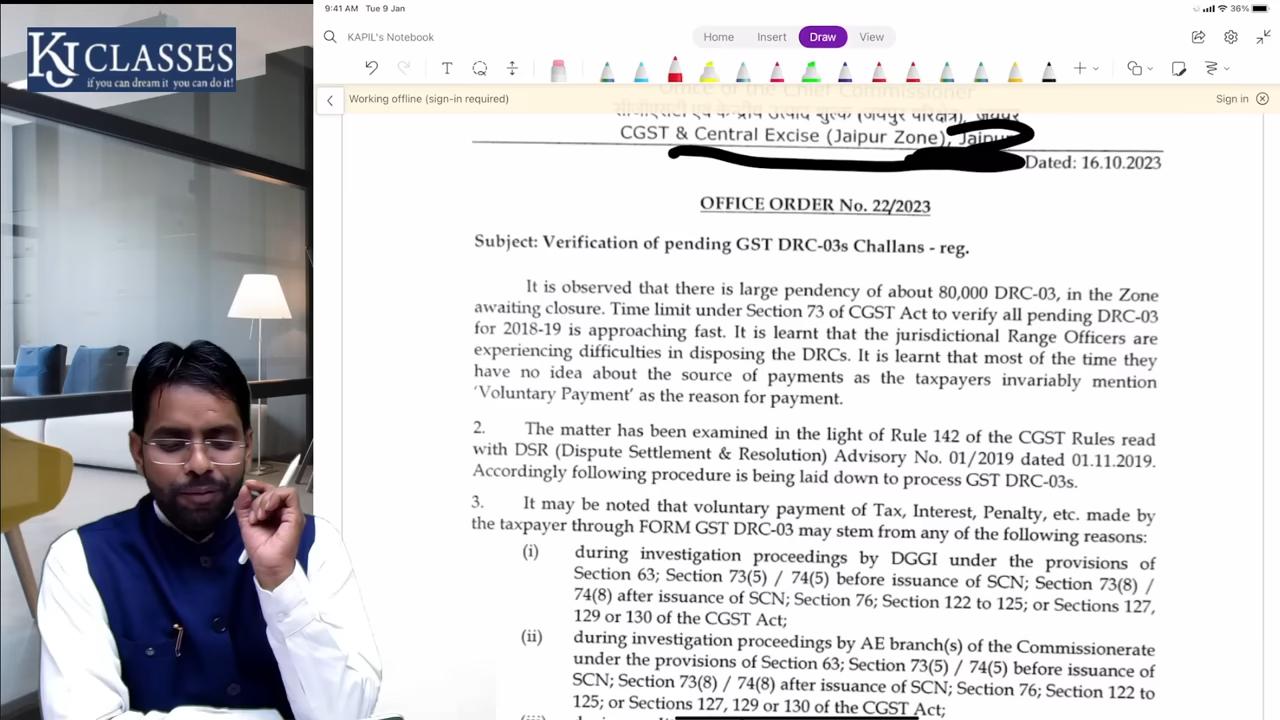 9:41 AM Tue 9 Jan
36%
KJ CLASSES
if you can dream it you can do it!
KAPIL's Notebook
Home Insert Draw View
Working offline (sign-in required)
Sign in
Office of the Chief Commissioner
सीजीएसटी एवं केन्द्रीय उत्पाद शुल्क (जयपुर परिक्षेत्र), जयपुर
CGST & Central Excise (Jaipur Zone), Jaipur
Dated: 16.10.2023
OFFICE ORDER No. 22/2023
Subject: Verification of pending GST DRC-03s Challans - reg.
It is observed that there is large pendency of about 80,000 DRC-03, in the Zone
awaiting closure. Time limit under Section 73 of CGST Act to verify all pending DRC-03
for 2018-19 is approaching fast. It is learnt that the jurisdictional Range Officers are
experiencing difficulties in disposing the DRCs. It is learnt that most of the time they
have no idea about the source of payments as the taxpayers invariably mention
'Voluntary Payment' as the reason for payment.
2. The matter has been examined in the light of Rule 142 of the CGST Rules read
with DSR (Dispute Settlement & Resolution) Advisory No. 01/2019 dated 01.11.2019.
Accordingly following procedure is being laid down to process GST DRC-03s.
3. It may be noted that voluntary payment of Tax, Interest, Penalty, etc. made by
the taxpayer through FORM GST DRC-03 may stem from any of the following reasons:
(i) during investigation proceedings by DGGI under the provisions of
Section 63; Section 73(5) / 74(5) before issuance of SCN; Section 73(8) /
74(8) after issuance of SCN; Section 76; Section 122 to 125; or Sections 127,
129 or 130 of the CGST Act;
(ii) during investigation proceedings by AE branch(s) of the Commissionerate
under the provisions of Section 63; Section 73(5) / 74(5) before issuance of
SCN; Section 73(8) / 74(8) after issuance of SCN; Section 76; Section 122 to
125; or Sections 127, 129 or 130 of the CGST Act;